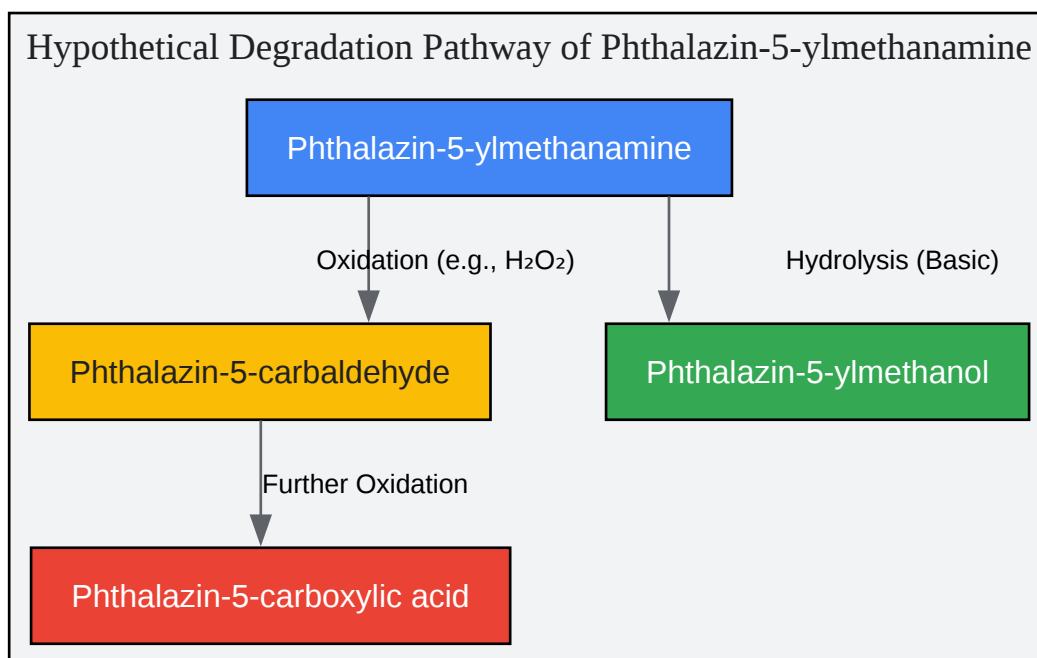 Hypothetical Degradation Pathway of Phthalazin-5-ylmethanamine
Phthalazin-5-ylmethanamine
Oxidation (e.g., H₂O₂)
Hydrolysis (Basic)
Phthalazin-5-carbaldehyde
Phthalazin-5-ylmethanol
Further Oxidation
Phthalazin-5-carboxylic acid